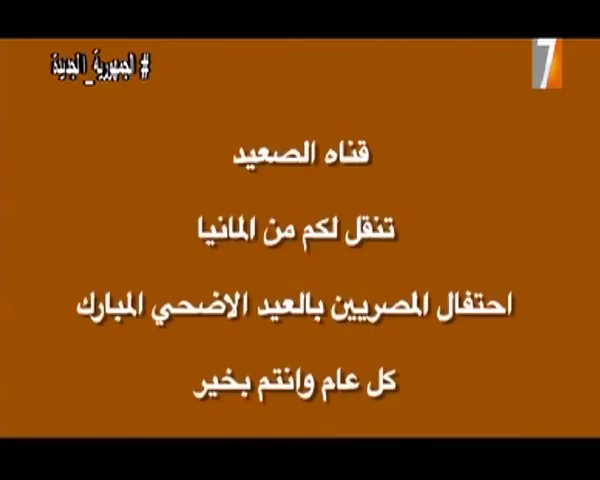 #الجمهورية_الجديدة
7
قناه الصعيد
تنقل لكم من المانيا
احتفال المصريين بالعيد الاضحي المبارك
كل عام وانتم بخير